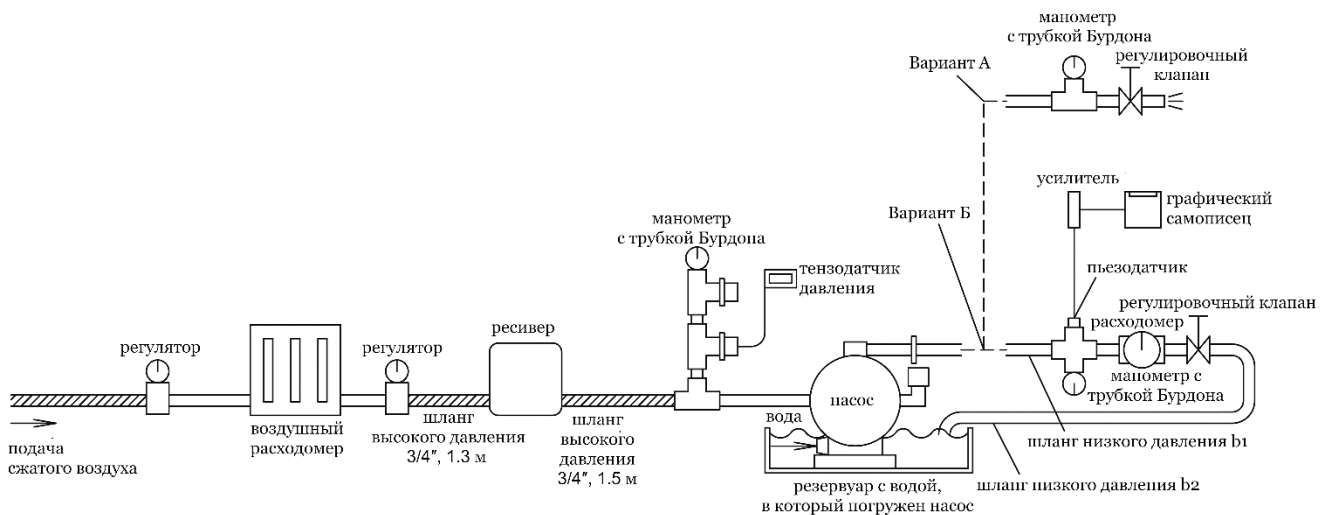 манометр
с трубкой Бурдона
регулировочный
клапан
Вариант А
усилитель
графический
самописец
Вариант Б
манометр
с трубкой Бурдона
тензодатчик
давления
пьезодатчик
регулировочный клапан
расходомер
ресивер
регулятор
регулятор
насос
манометр с
трубкой Бурдона
вода
воздушный
расходомер
шланг
высокого давления
3/4", 1.3 м
шланг
высокого
давления
3/4", 1.5 м
подача
сжатого воздуха
шланг низкого давления b1
резервуар с водой,
в который погружен насос
шланг низкого давления b2